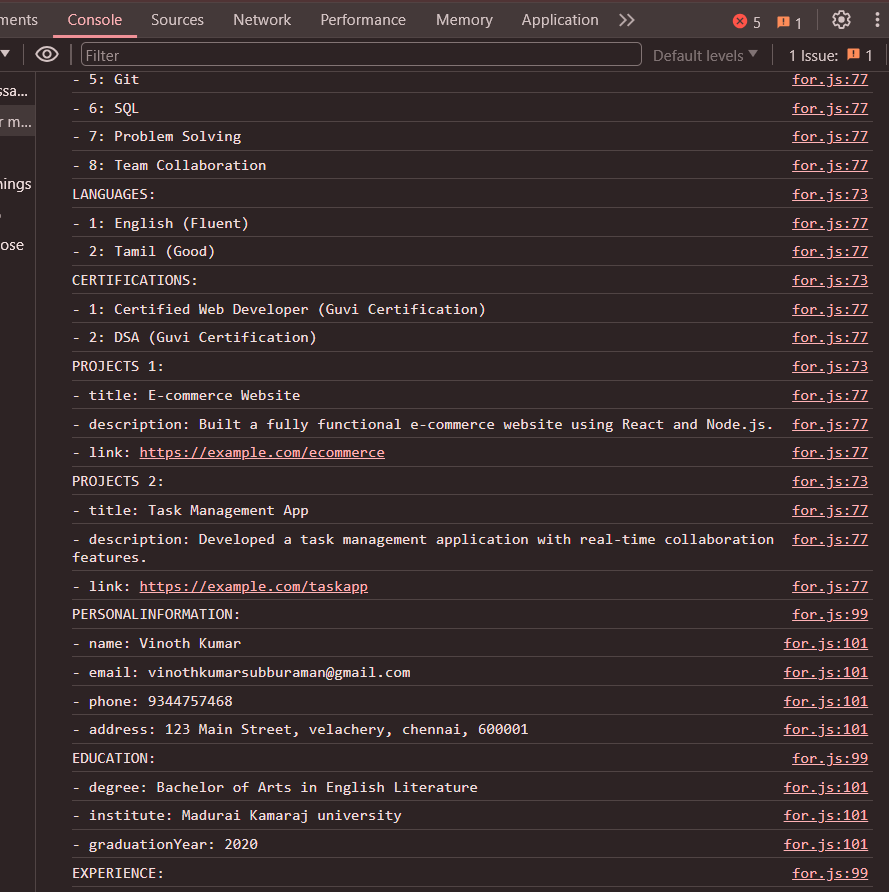 ments Console Sources Network Performance Memory Application 5 1
Filter Default levels 1 Issue: 1
ssa...
r m...
nings
ose
- 5: Git for.js:77
- 6: SQL for.js:77
- 7: Problem Solving for.js:77
- 8: Team Collaboration for.js:77
LANGUAGES: for.js:73
- 1: English (Fluent) for.js:77
- 2: Tamil (Good) for.js:77
CERTIFICATIONS: for.js:73
- 1: Certified Web Developer (Guvi Certification) for.js:77
- 2: DSA (Guvi Certification) for.js:77
PROJECTS 1: for.js:73
- title: E-commerce Website for.js:77
- description: Built a fully functional e-commerce website using React and Node.js. for.js:77
- link: https://example.com/ecommerce for.js:77
PROJECTS 2: for.js:73
- title: Task Management App for.js:77
- description: Developed a task management application with real-time collaboration for.js:77
features.
- link: https://example.com/taskapp for.js:77
PERSONALINFORMATION: for.js:99
- name: Vinoth Kumar for.js:101
- email: vinothkumarsubburaman@gmail.com for.js:101
- phone: 9344757468 for.js:101
- address: 123 Main Street, velachery, chennai, 600001 for.js:101
EDUCATION: for.js:99
- degree: Bachelor of Arts in English Literature for.js:101
- institute: Madurai Kamaraj university for.js:101
- graduationYear: 2020 for.js:101
EXPERIENCE: for.js:99